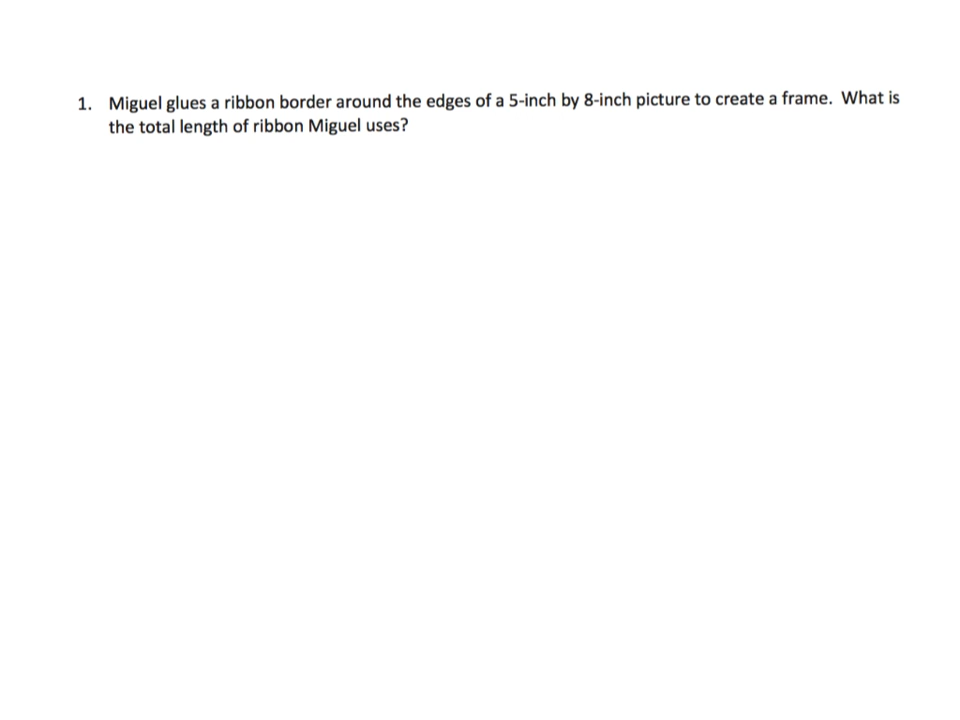 1. Miguel glues a ribbon border around the edges of a 5-inch by 8-inch picture to create a frame. What is
the total length of ribbon Miguel uses?